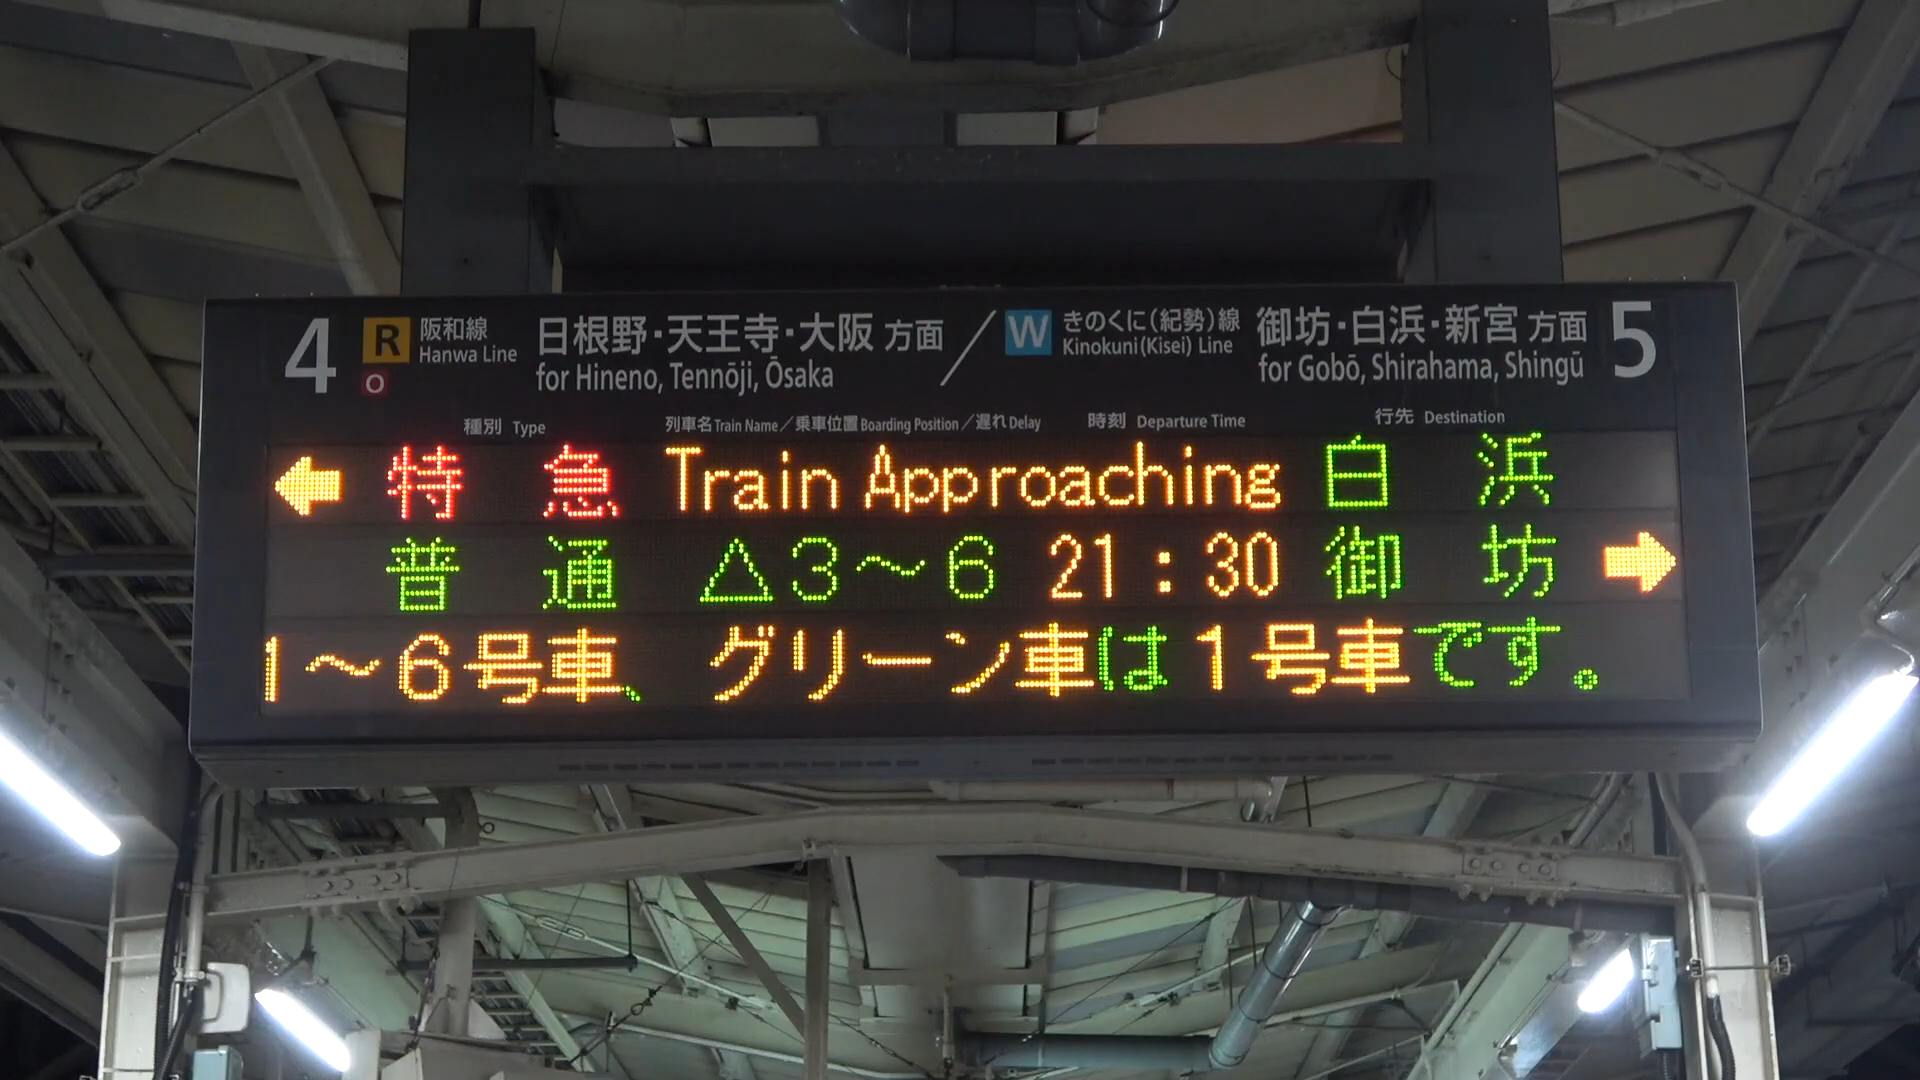 4 R 阪和線 日根野・天王寺・大阪 方面 / W きのくに(紀勢)線 御坊・白浜・新宮 方面 5
O Hanwa Line for Hineno, Tennōji, Ōsaka Kinokuni(Kisei) Line for Gobō, Shirahama, Shingū
種別 Type 列車名 Train Name/乗車位置 Boarding Position/遅れ Delay 時刻 Departure Time 行先 Destination
← 特 急 Train Approaching 白 浜
普 通 △3〜6 21:30 御 坊 →
1〜6号車、 グリーン車は1号車です。